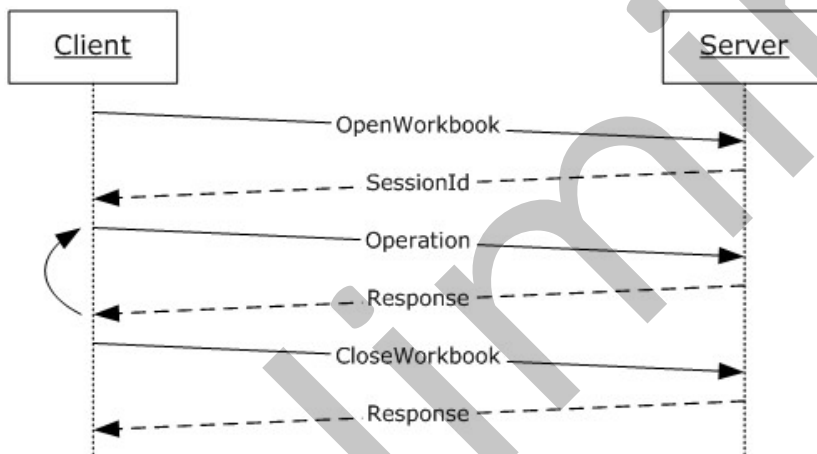 Client
Server
OpenWorkbook
SessionId
Operation
Response
CloseWorkbook
Response